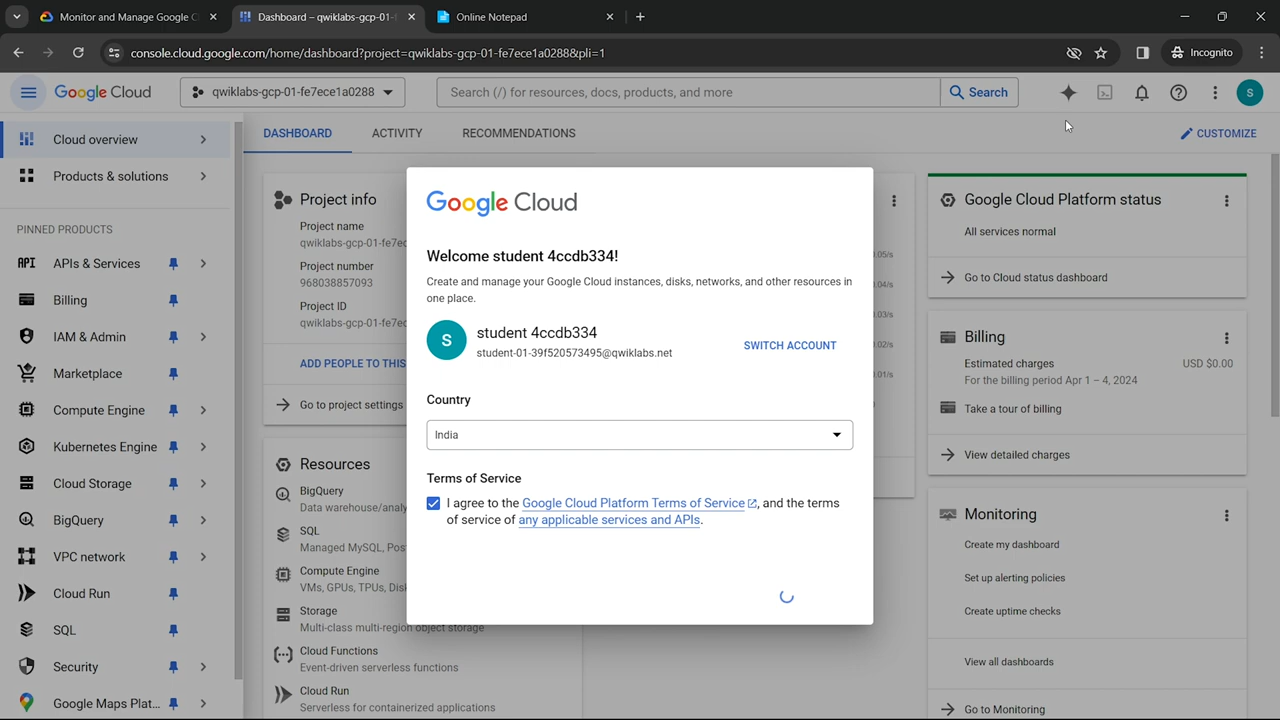 Monitor and Manage Google C
Dashboard – qwiklabs-gcp-01-f
Online Notepad
console.cloud.google.com/home/dashboard?project=qwiklabs-gcp-01-fe7ece1a0288&pli=1
Incognito
Google Cloud
qwiklabs-gcp-01-fe7ece1a0288
Search (/) for resources, docs, products, and more
Search
S
Cloud overview
Products & solutions
PINNED PRODUCTS
API APIs & Services
Billing
IAM & Admin
Marketplace
Compute Engine
Kubernetes Engine
Cloud Storage
BigQuery
VPC network
Cloud Run
SQL
Security
Google Maps Plat...
DASHBOARD
ACTIVITY
RECOMMENDATIONS
CUSTOMIZE
Project info
Project name
qwiklabs-gcp-01-fe7ec
Project number
968038857093
Project ID
qwiklabs-gcp-01-fe7ec
ADD PEOPLE TO THIS
Go to project settings
Resources
BigQuery
Data warehouse/analy
SQL
Managed MySQL, Pos
Compute Engine
VMs, GPUs, TPUs, Disk
Storage
Multi-class multi-region object storage
Cloud Functions
Event-driven serverless functions
Cloud Run
Serverless for containerized applications
Google Cloud
Welcome student 4ccdb334!
Create and manage your Google Cloud instances, disks, networks, and other resources in
one place.
S
student 4ccdb334
student-01-39f520573495@qwiklabs.net
SWITCH ACCOUNT
Country
India
Terms of Service
I agree to the Google Cloud Platform Terms of Service, and the terms
of service of any applicable services and APIs.
.05/s
.04/s
.03/s
.02/s
.01/s
Google Cloud Platform status
All services normal
Go to Cloud status dashboard
Billing
Estimated charges
USD $0.00
For the billing period Apr 1 – 4, 2024
Take a tour of billing
View detailed charges
Monitoring
Create my dashboard
Set up alerting policies
Create uptime checks
View all dashboards
Go to Monitoring